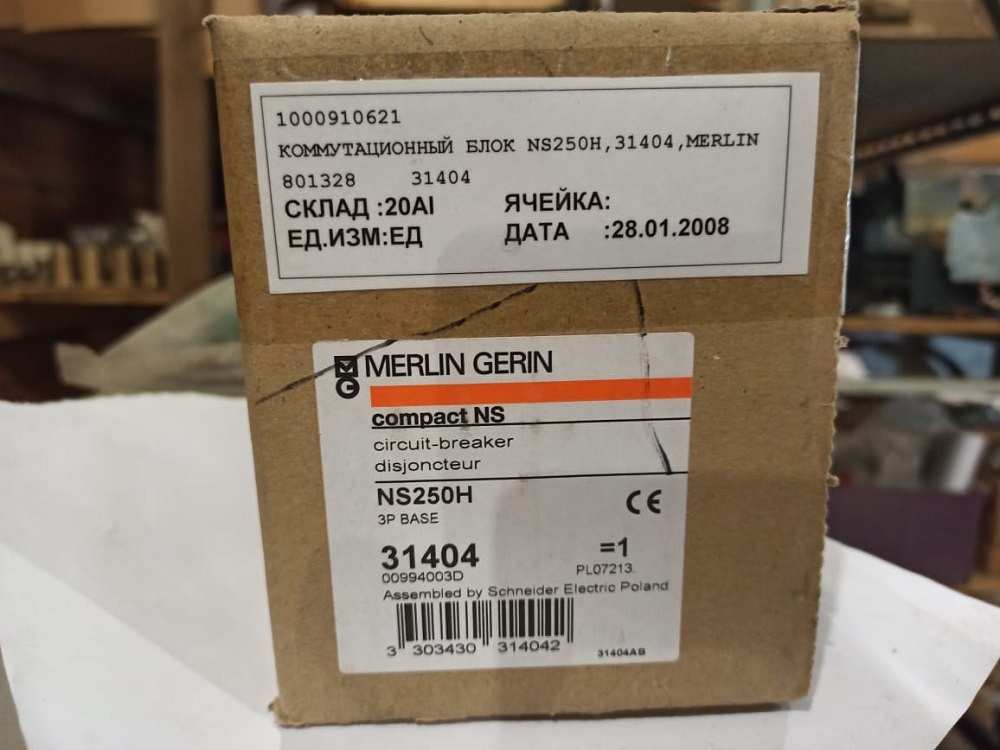 1000910621
КОММУТАЦИОННЫЙ БЛОК NS250H,31404,MERLIN
801328 31404
СКЛАД :20AI ЯЧЕЙКА:
ЕД.ИЗМ:ЕД ДАТА :28.01.2008
MG MERLIN GERIN
compact NS
circuit-breaker
disjoncteur
NS250H CE
3P BASE
31404 =1
00994003D PL07213.
Assembled by Schneider Electric Poland
3 303430 314042 31404AB